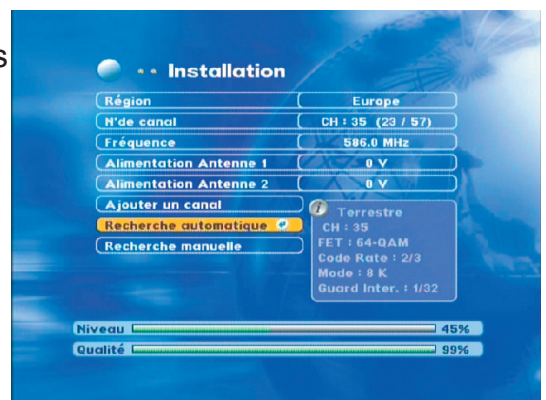 s
Installation
Région Europe
N'de canal CH : 35 (23 / 57)
Fréquence 586.0 MHz
Alimentation Antenne 1 0 V
Alimentation Antenne 2 0 V
Ajouter un canal
Recherche automatique
Recherche manuelle
Terrestre
CH : 35
FET : 64-QAM
Code Rate : 2/3
Mode : 8 K
Guard Inter. : 1/32
Niveau 45%
Qualité 99%